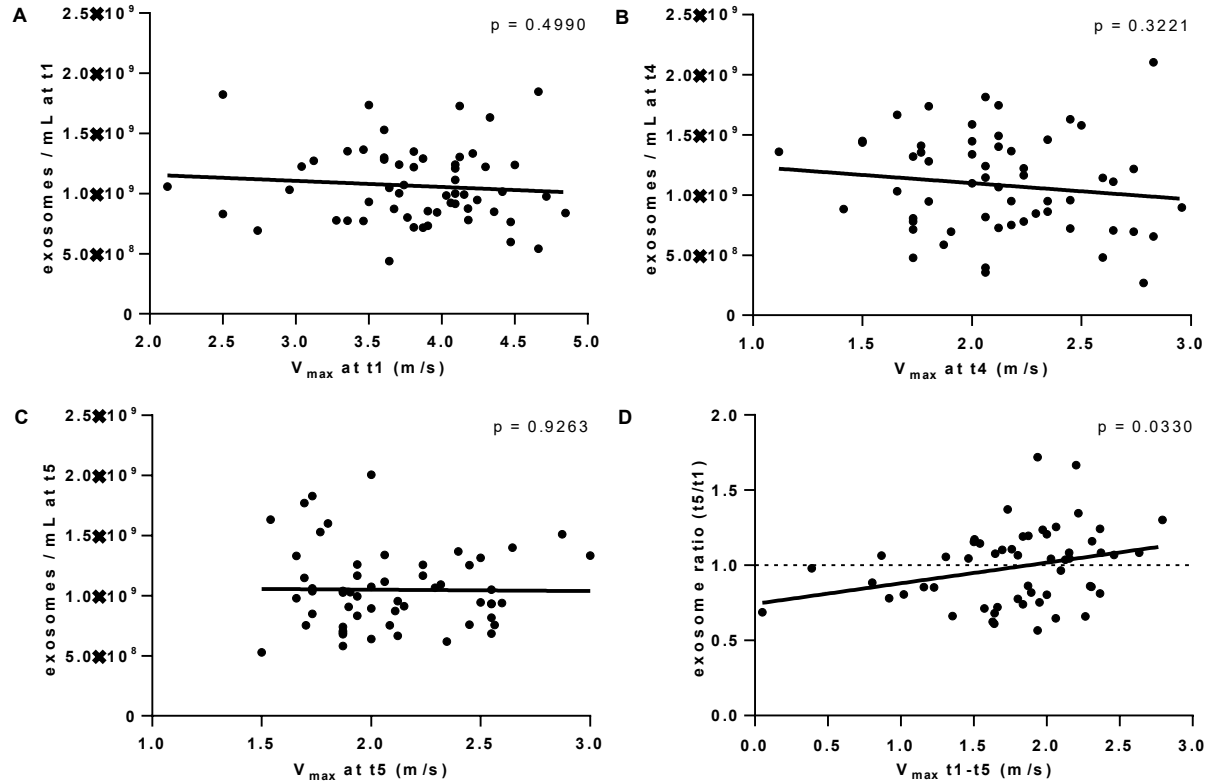 A
p = 0.4990
exosomes / mL at t1
2.5✖10⁹
2.0✖10⁹
1.5✖10⁹
1.0✖10⁹
5.0✖10⁸
0
2.0 2.5 3.0 3.5 4.0 4.5 5.0
Vmax at t1 (m/s)
B
p = 0.3221
exosomes / mL at t4
2.5✖10⁹
2.0✖10⁹
1.5✖10⁹
1.0✖10⁹
5.0✖10⁸
0
1.0 1.5 2.0 2.5 3.0
Vmax at t4 (m/s)
C
p = 0.9263
exosomes / mL at t5
2.5✖10⁹
2.0✖10⁹
1.5✖10⁹
1.0✖10⁹
5.0✖10⁸
0
1.0 1.5 2.0 2.5 3.0
Vmax at t5 (m/s)
D
p = 0.0330
exosome ratio (t5/t1)
2.0
1.5
1.0
0.5
0.0
0.0 0.5 1.0 1.5 2.0 2.5 3.0
Vmax t1-t5 (m/s)